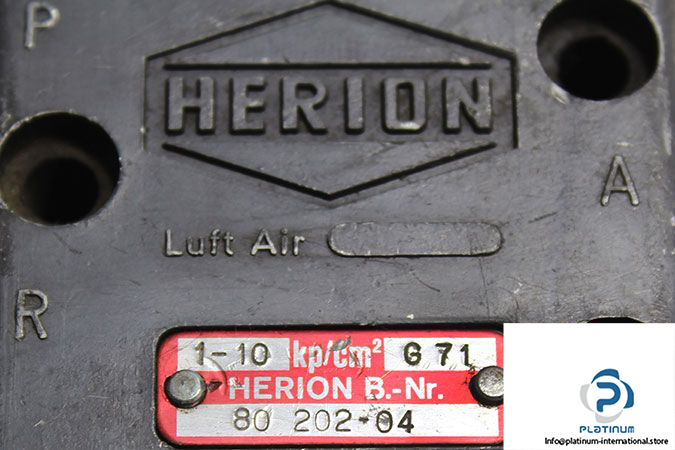 P
HERION
A
Luft Air
R
1-10 kp/cm² G 71
HERION B.-Nr.
80 202-04
PLATINUM
Info@platinum-international.store